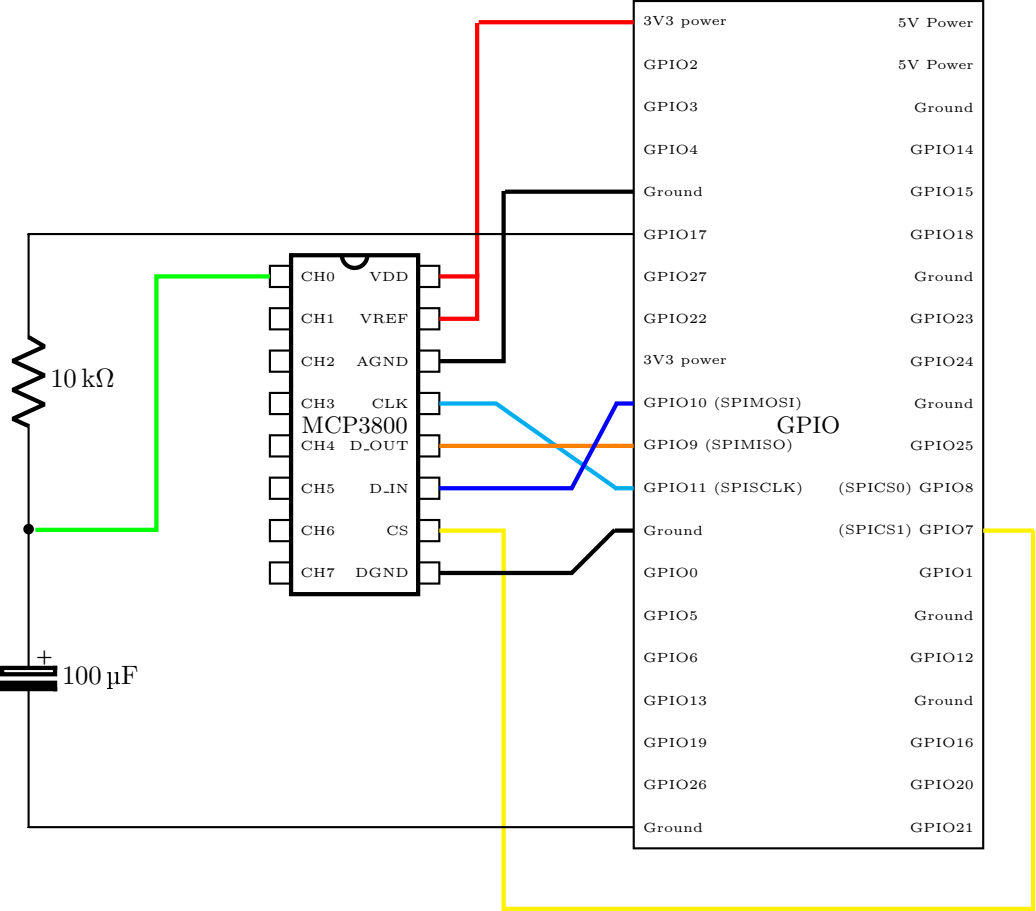 3V3 power 5V Power
GPIO2 5V Power
GPIO3 Ground
GPIO4 GPIO14
Ground GPIO15
GPIO17 GPIO18
CH0 VDD GPIO27 Ground
CH1 VREF GPIO22 GPIO23
CH2 AGND 3V3 power GPIO24
10 kΩ
CH3 CLK GPIO10 (SPIMOSI) Ground
MCP3800 GPIO
CH4 D_OUT GPIO9 (SPIMISO) GPIO25
CH5 D_IN GPIO11 (SPISCLK) (SPICS0) GPIO8
CH6 CS Ground (SPICS1) GPIO7
CH7 DGND GPIO0 GPIO1
GPIO5 Ground
+ GPIO6 GPIO12
100 µF
GPIO13 Ground
GPIO19 GPIO16
GPIO26 GPIO20
Ground GPIO21